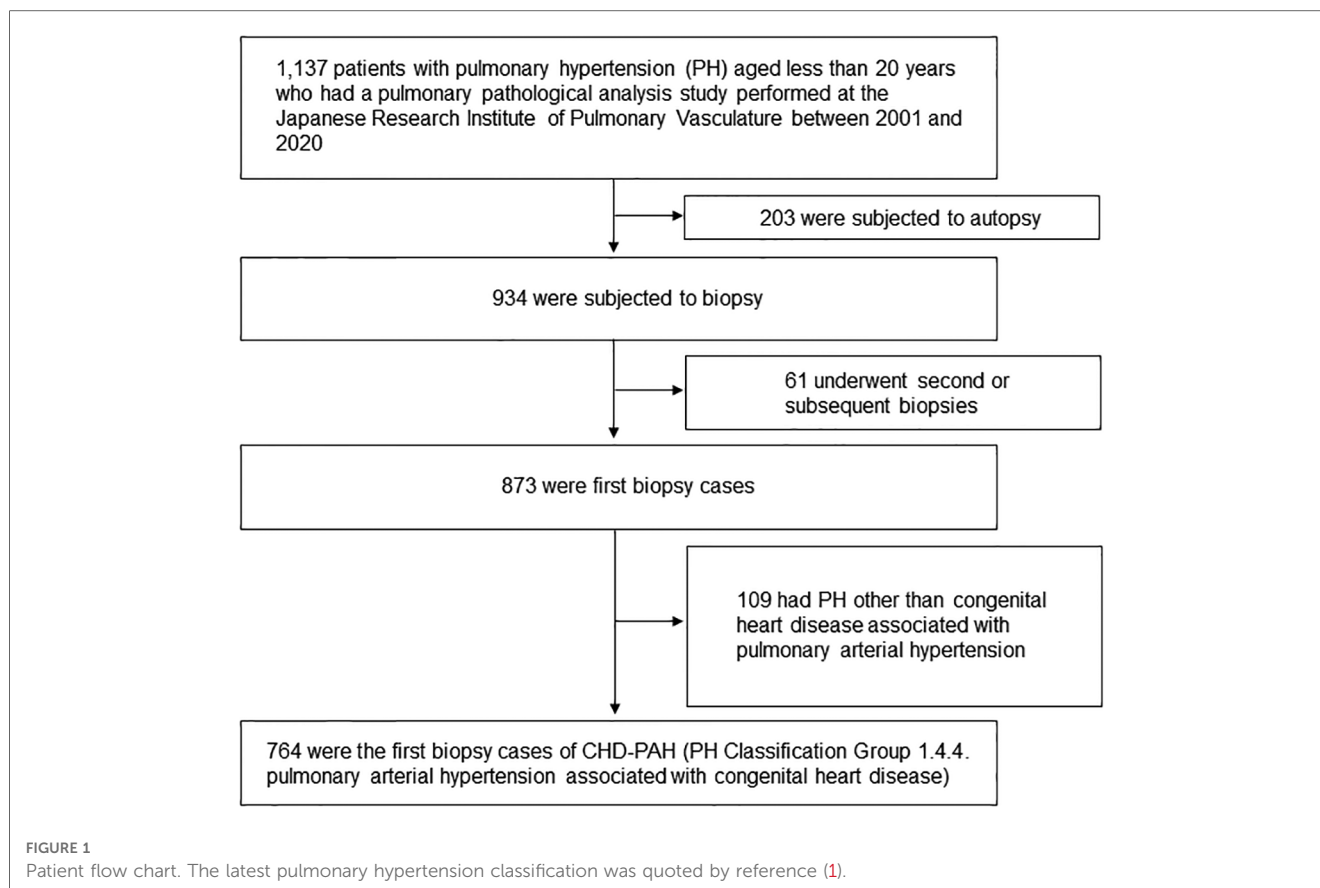 1,137 patients with pulmonary hypertension (PH) aged less than 20 years
who had a pulmonary pathological analysis study performed at the
Japanese Research Institute of Pulmonary Vasculature between 2001 and
2020
203 were subjected to autopsy
934 were subjected to biopsy
61 underwent second or
subsequent biopsies
873 were first biopsy cases
109 had PH other than congenital
heart disease associated with
pulmonary arterial hypertension
764 were the first biopsy cases of CHD-PAH (PH Classification Group 1.4.4.
pulmonary arterial hypertension associated with congenital heart disease)
FIGURE 1
Patient flow chart. The latest pulmonary hypertension classification was quoted by reference (1).